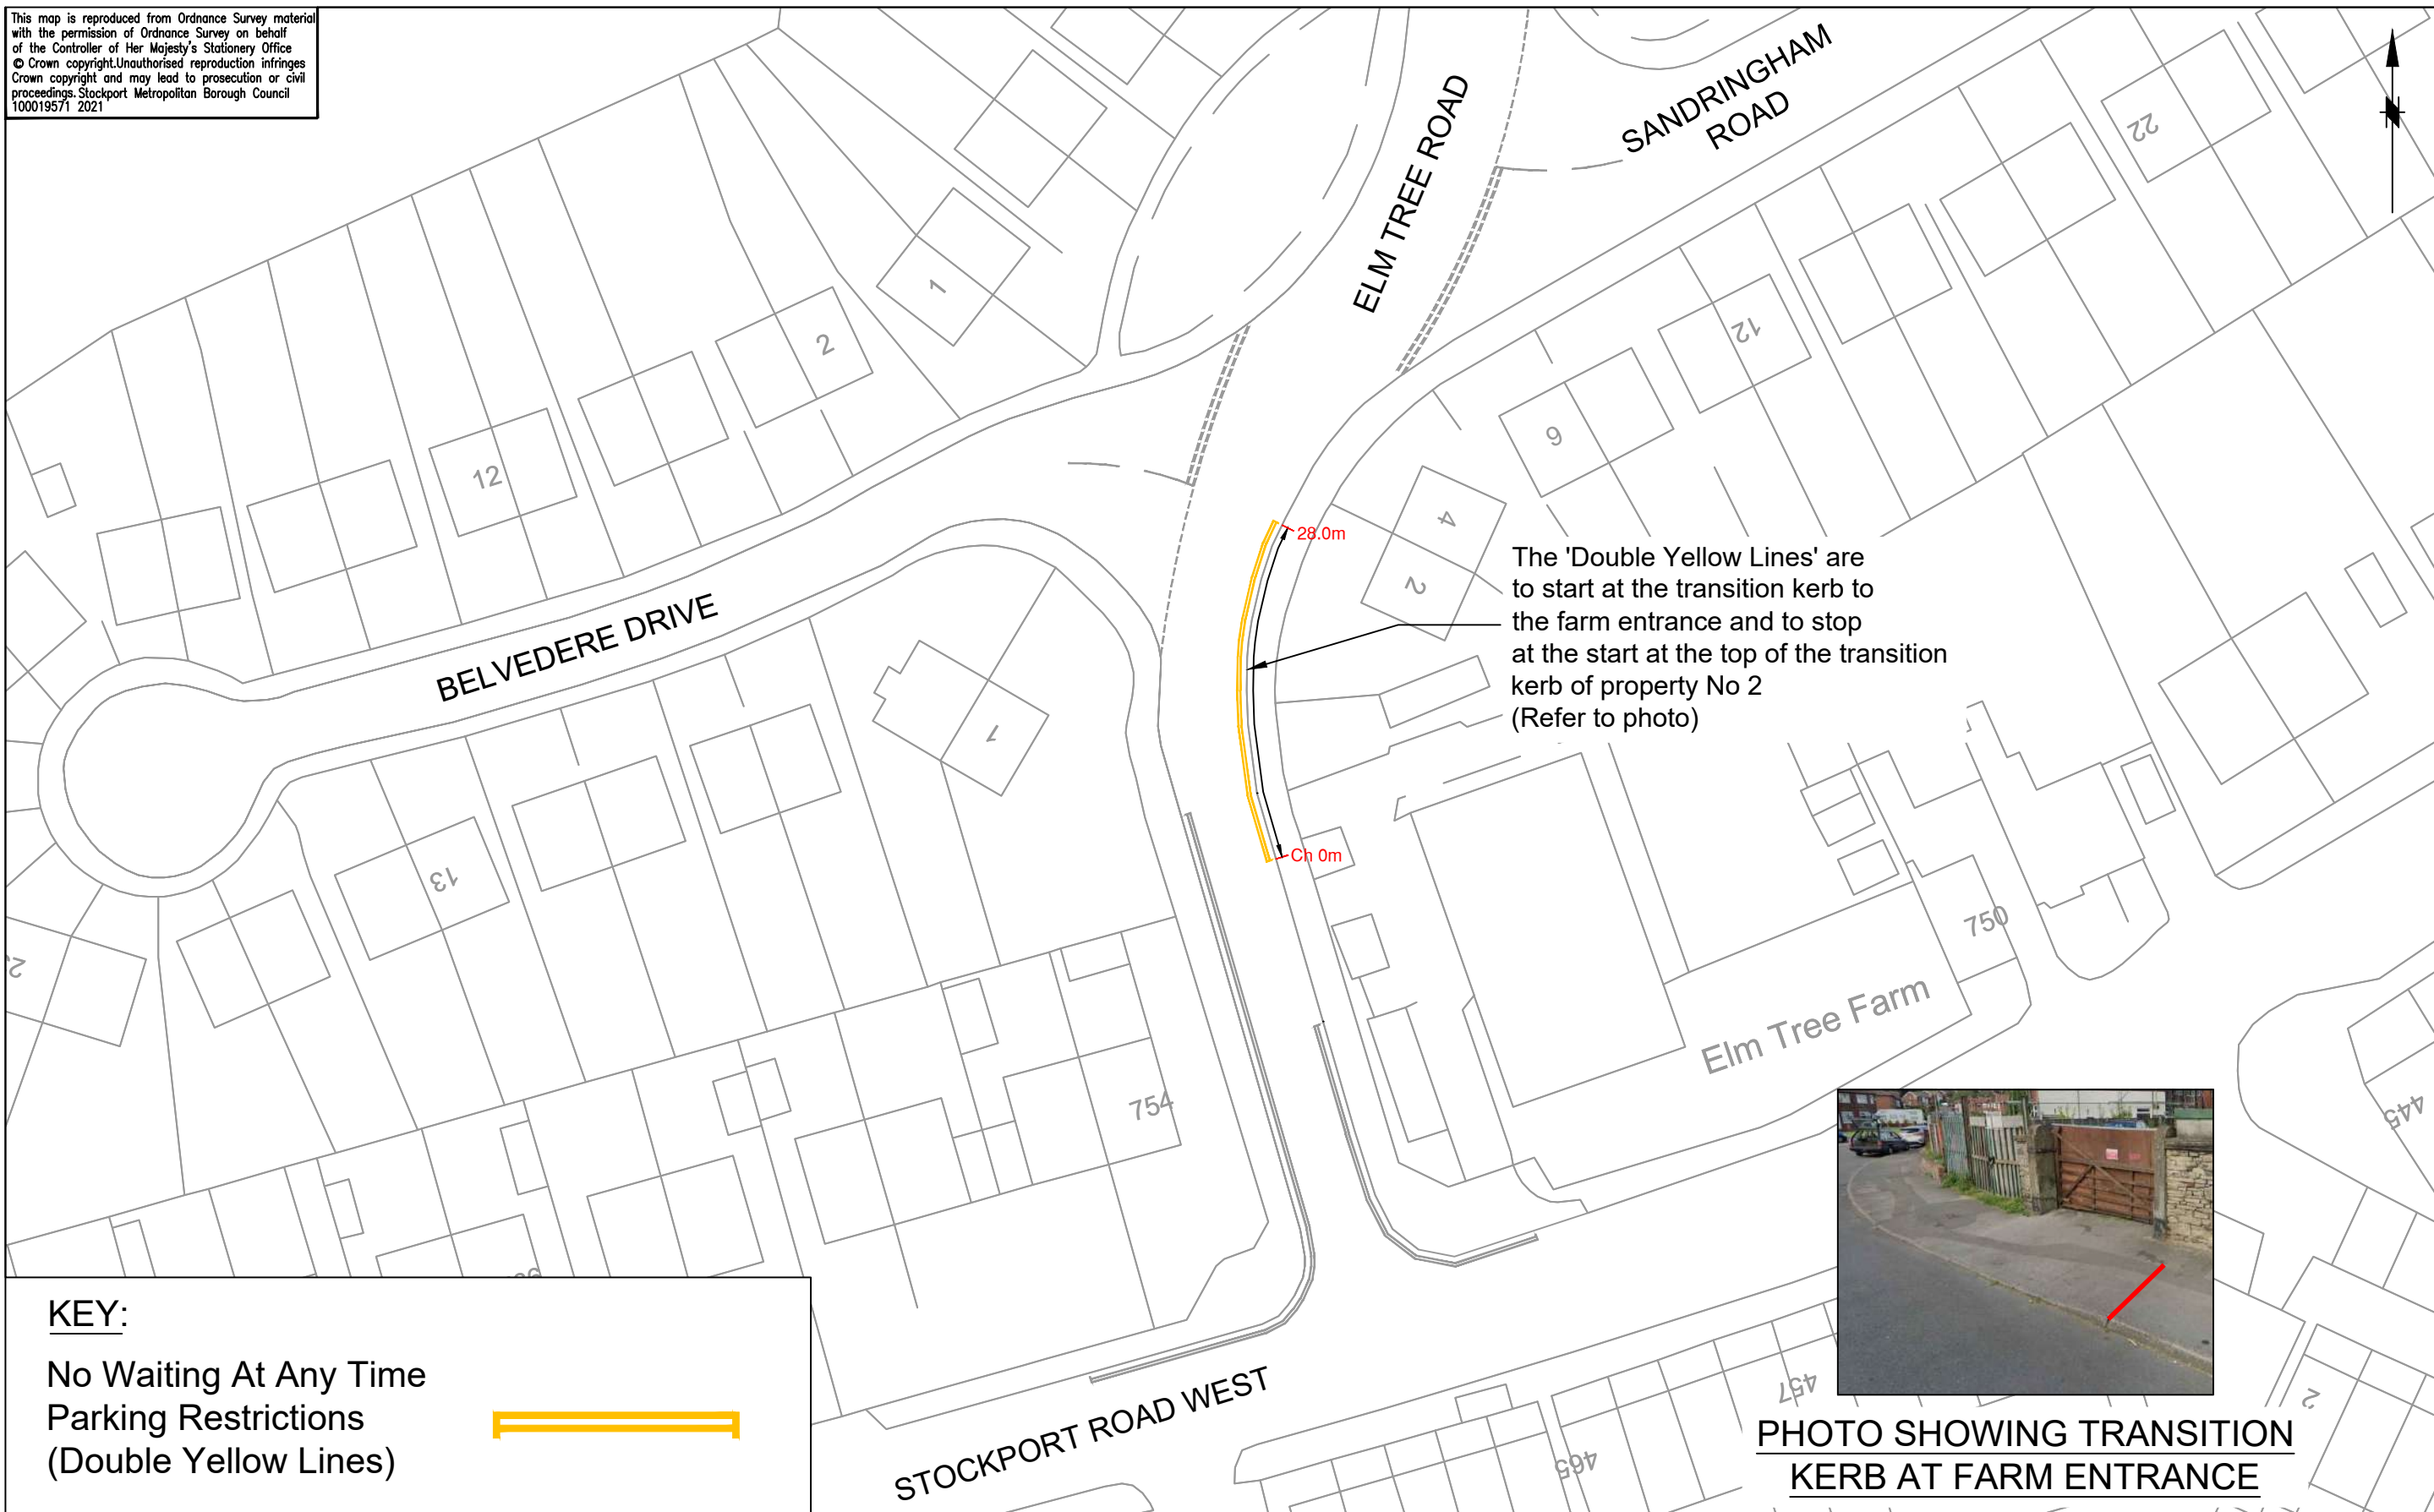 This map is reproduced from Ordnance Survey material
with the permission of Ordnance Survey on behalf
of the Controller of Her Majesty's Stationery Office
© Crown copyright.Unauthorised reproduction infringes
Crown copyright and may lead to prosecution or civil
proceedings. Stockport Metropolitan Borough Council
100019571 2021
SANDRINGHAM
ROAD
ELM TREE ROAD
22
1
2
12
12
6
4
2
28.0m
The 'Double Yellow Lines' are
to start at the transition kerb to
the farm entrance and to stop
at the start at the top of the transition
kerb of property No 2
(Refer to photo)
BELVEDERE DRIVE
1
Ch 0m
13
750
Elm Tree Farm
754
445
457
465
2
STOCKPORT ROAD WEST
KEY:
No Waiting At Any Time
Parking Restrictions
(Double Yellow Lines)
PHOTO SHOWING TRANSITION
KERB AT FARM ENTRANCE